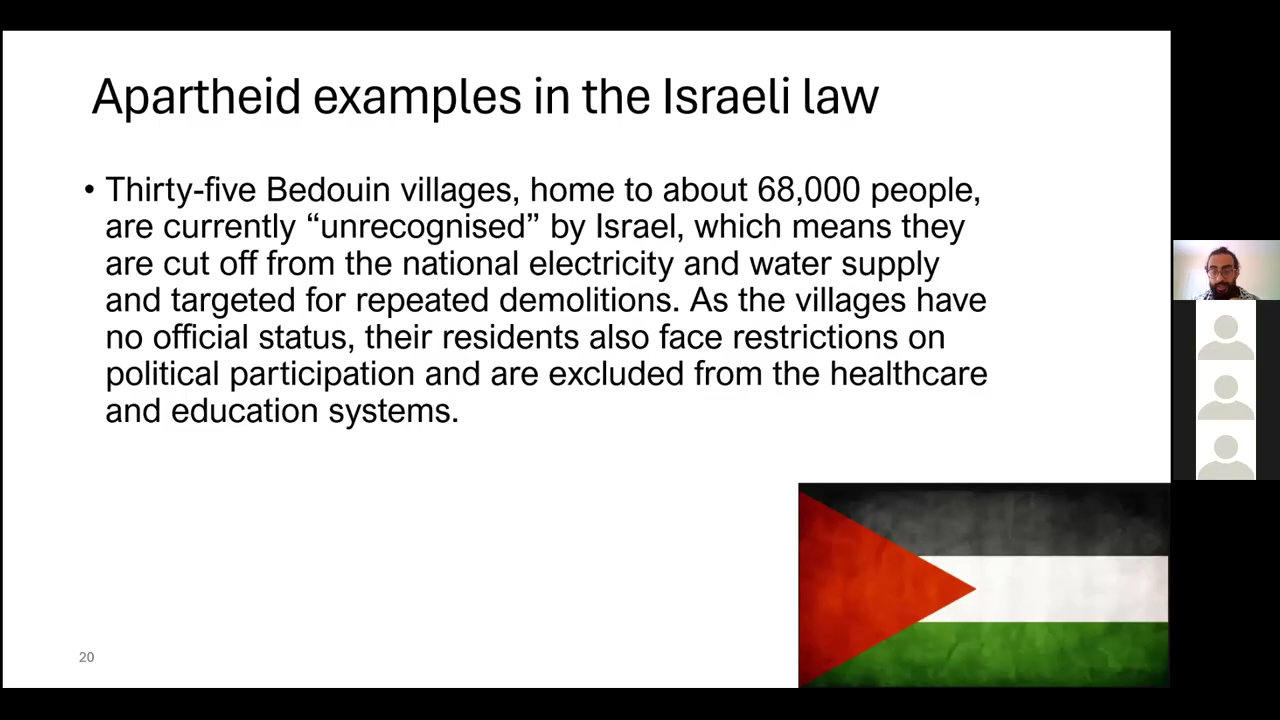 Apartheid examples in the Israeli law
• Thirty-five Bedouin villages, home to about 68,000 people,
are currently “unrecognised” by Israel, which means they
are cut off from the national electricity and water supply
and targeted for repeated demolitions. As the villages have
no official status, their residents also face restrictions on
political participation and are excluded from the healthcare
and education systems.
20